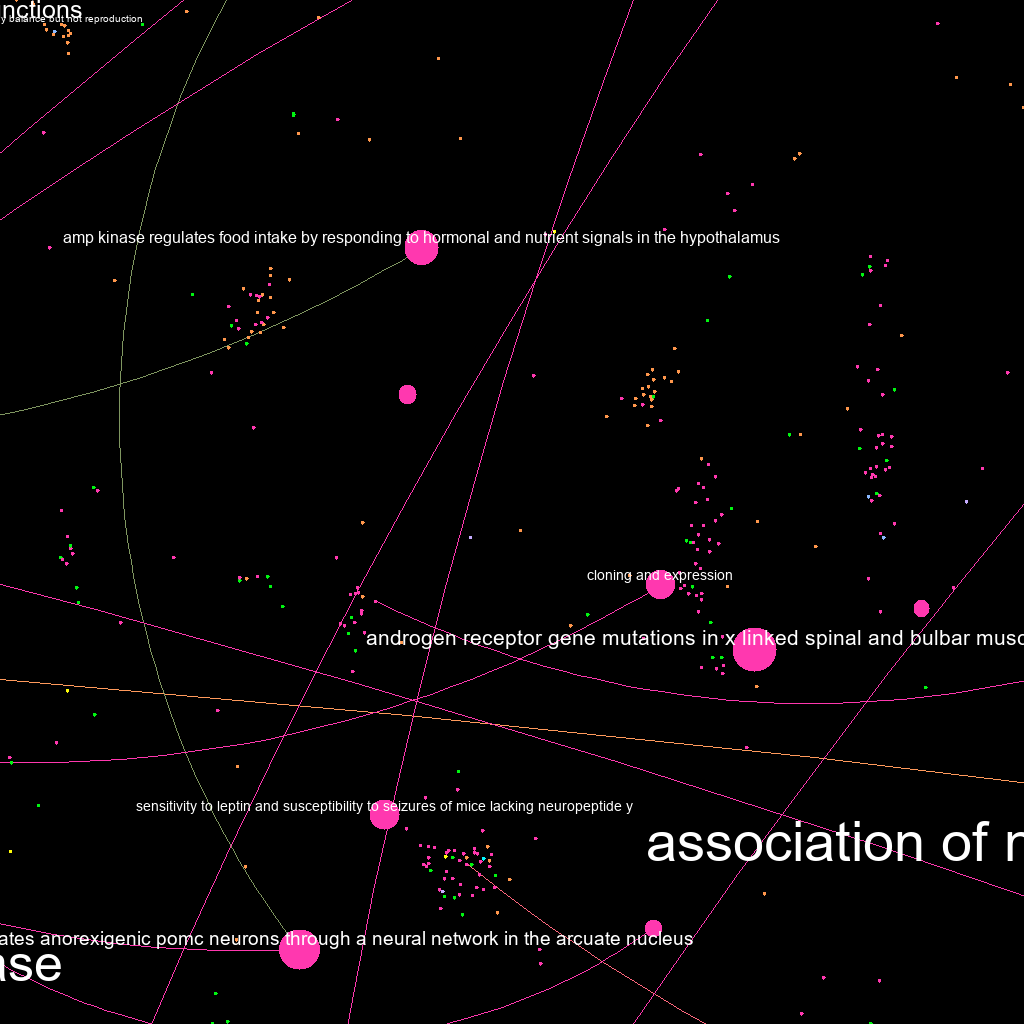 nctions
y balance but not reproduction
amp kinase regulates food intake by responding to hormonal and nutrient signals in the hypothalamus
cloning and expression
androgen receptor gene mutations in x linked spinal and bulbar musc
sensitivity to leptin and susceptibility to seizures of mice lacking neuropeptide y
association of n
ates anorexigenic pomc neurons through a neural network in the arcuate nucleus
ase